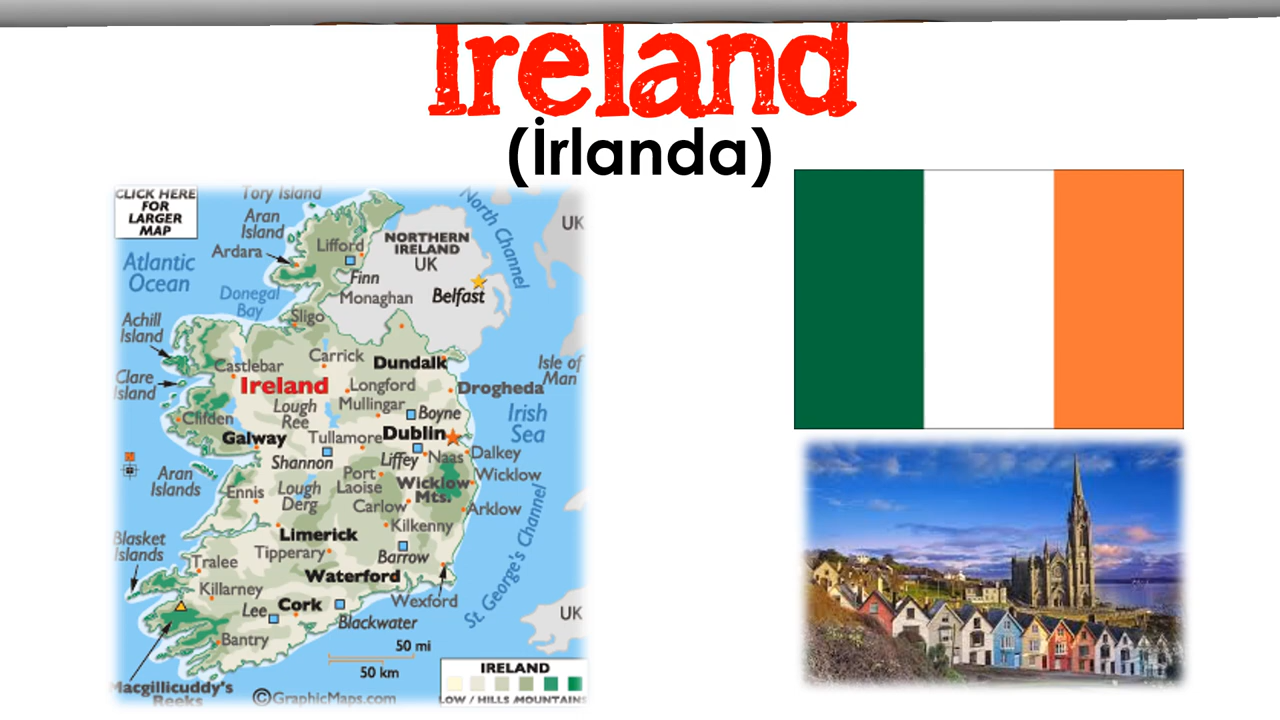 Ireland
(İrlanda)
CLICK HERE
FOR
LARGER
MAP
Tory Island
Aran
Island
Ardara
Lifford
NORTHERN
IRELAND
UK
North Channel
UK
Atlantic
Ocean
Finn
Donegal
Bay
Monaghan
Belfast
Sligo
Achill
Island
Castlebar
Carrick
Dundalk
Isle of
Man
Clare
Island
Ireland
Longford
Drogheda
Lough
Ree
Mullingar
Boyne
Irish
Sea
Clifden
Galway
Tullamore
Dublin
Shannon
Liffey
Naas
Dalkey
Aran
Islands
Port
Laoise
Wicklow
Mts.
Wicklow
Ennis
Lough
Derg
Carlow
Arklow
Kilkenny
Limerick
Blasket
Islands
Tipperary
Barrow
St. George's Channel
Tralee
Waterford
Killarney
Wexford
Lee
Cork
Blackwater
UK
Bantry
50 mi
50 km
Macgillicuddy's
Reeks
©GraphicMaps.com
IRELAND
LOW / HILLS /MOUNTAINS